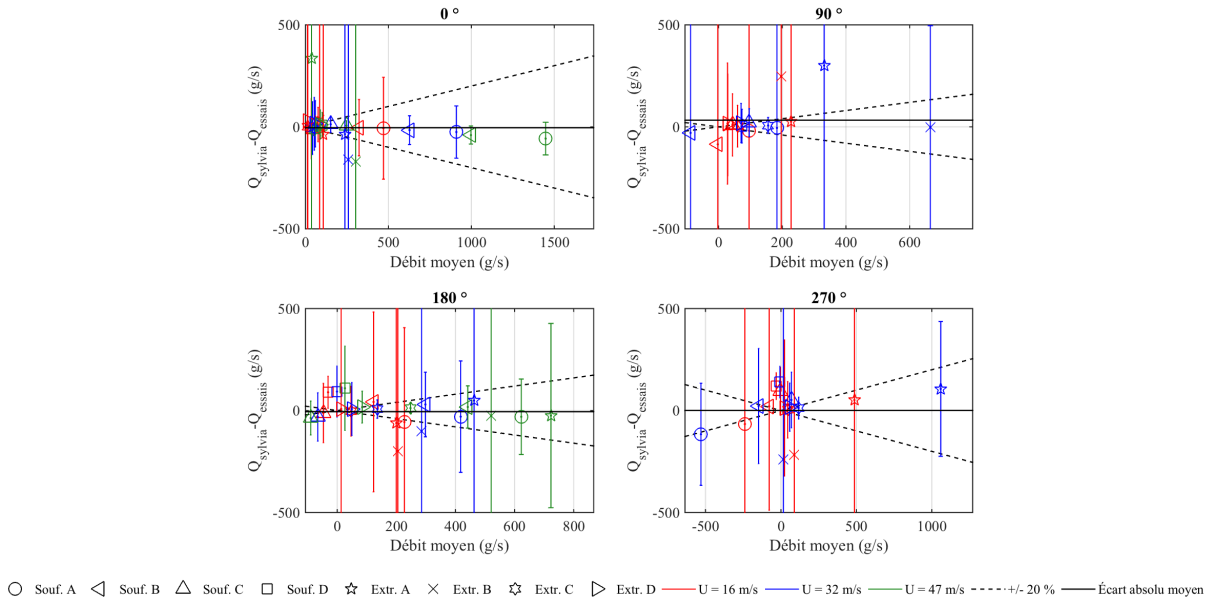 0 °
500
0
-500
Q_sylvia-Q_essais (g/s)
0 500 1000 1500
Débit moyen (g/s)
90 °
500
0
-500
Q_sylvia-Q_essais (g/s)
0 200 400 600
Débit moyen (g/s)
180 °
500
0
-500
Q_sylvia-Q_essais (g/s)
0 200 400 600 800
Débit moyen (g/s)
270 °
500
0
-500
Q_sylvia-Q_essais (g/s)
-500 0 500 1000
Débit moyen (g/s)
Souf. A Souf. B Souf. C Souf. D Extr. A Extr. B Extr. C Extr. D U = 16 m/s U = 32 m/s U = 47 m/s +/- 20 % Écart absolu moyen